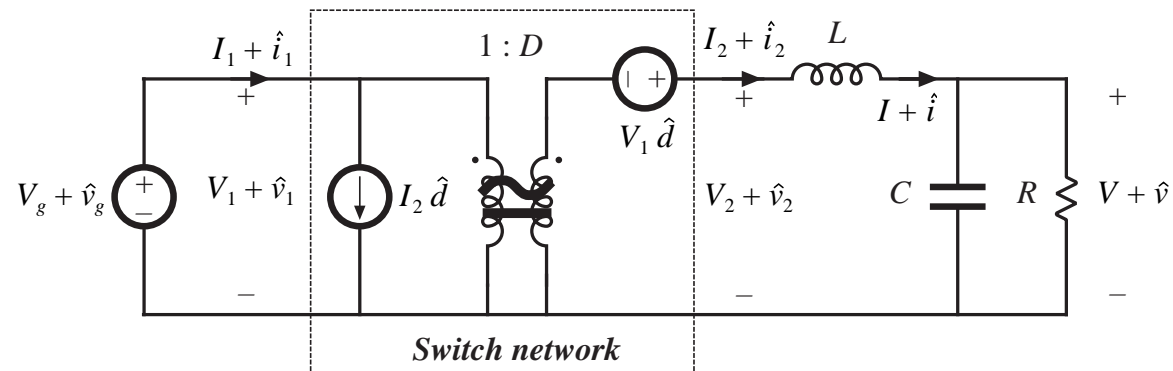 I₁ + î₁
1 : D
I₂ + î₂
L
+
+
I + î
+
V₁ d̂
V_g + v̂_g
+
−
V₁ + v̂₁
I₂ d̂
V₂ + v̂₂
C
R
V + v̂
−
−
−
Switch network